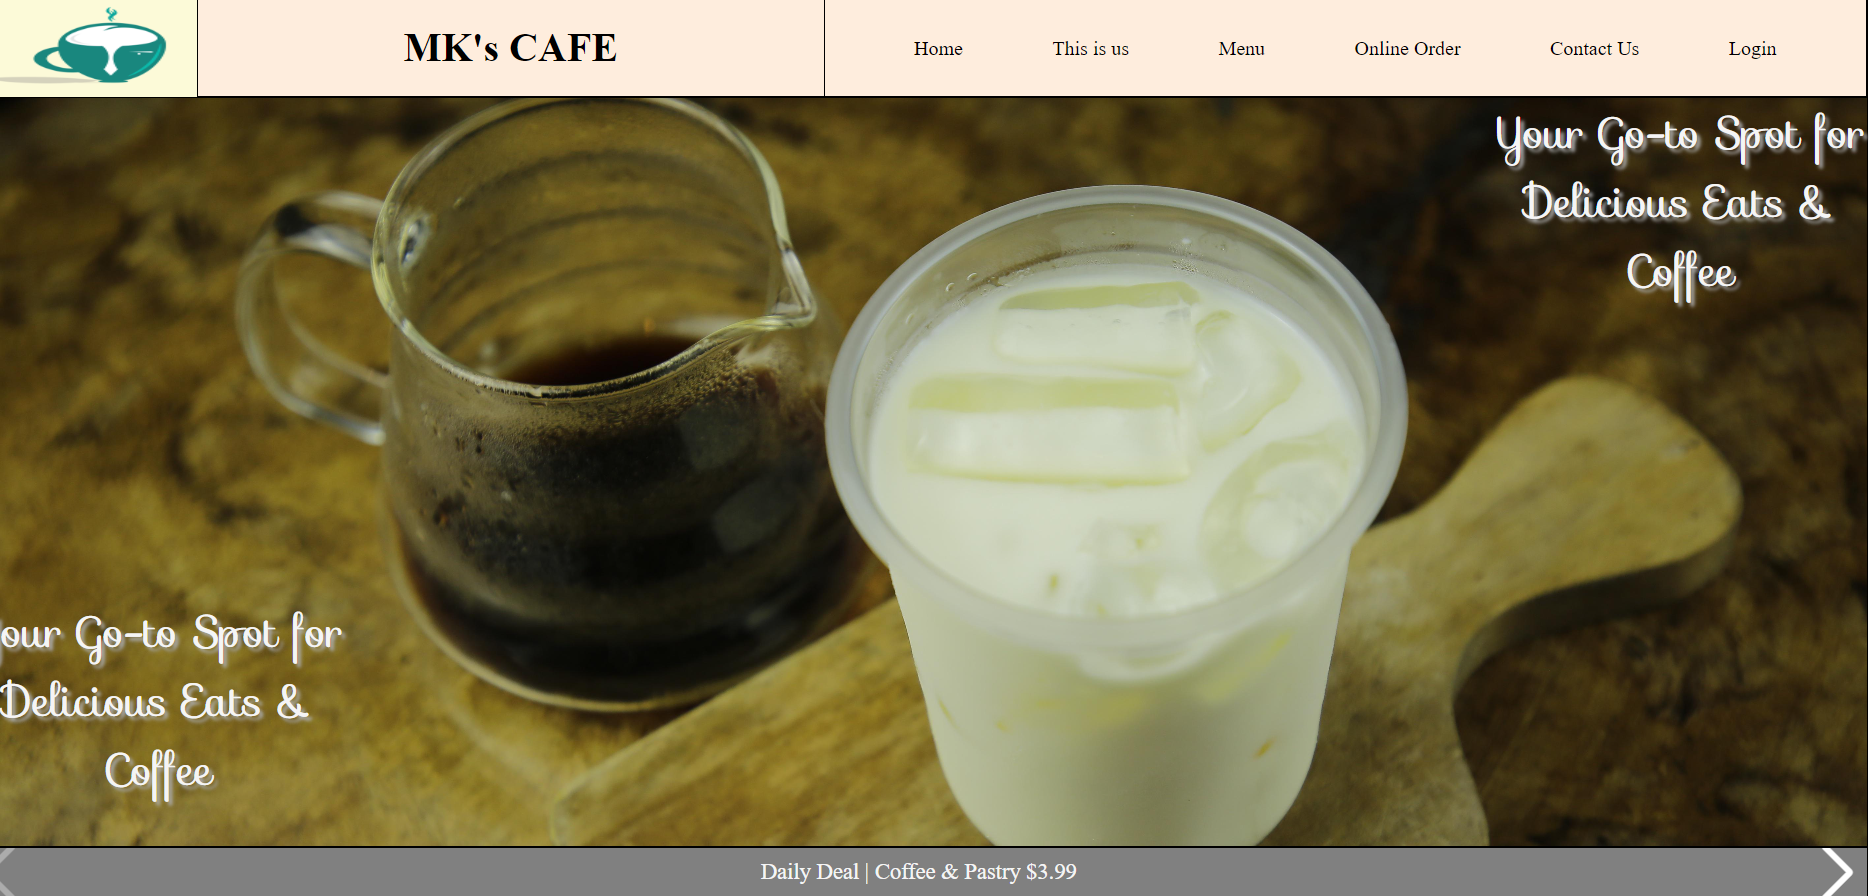 MK's CAFE
Home
This is us
Menu
Online Order
Contact Us
Login
Your Go-to Spot for
Delicious Eats &
Coffee
our Go-to Spot for
Delicious Eats &
Coffee
Daily Deal | Coffee & Pastry $3.99